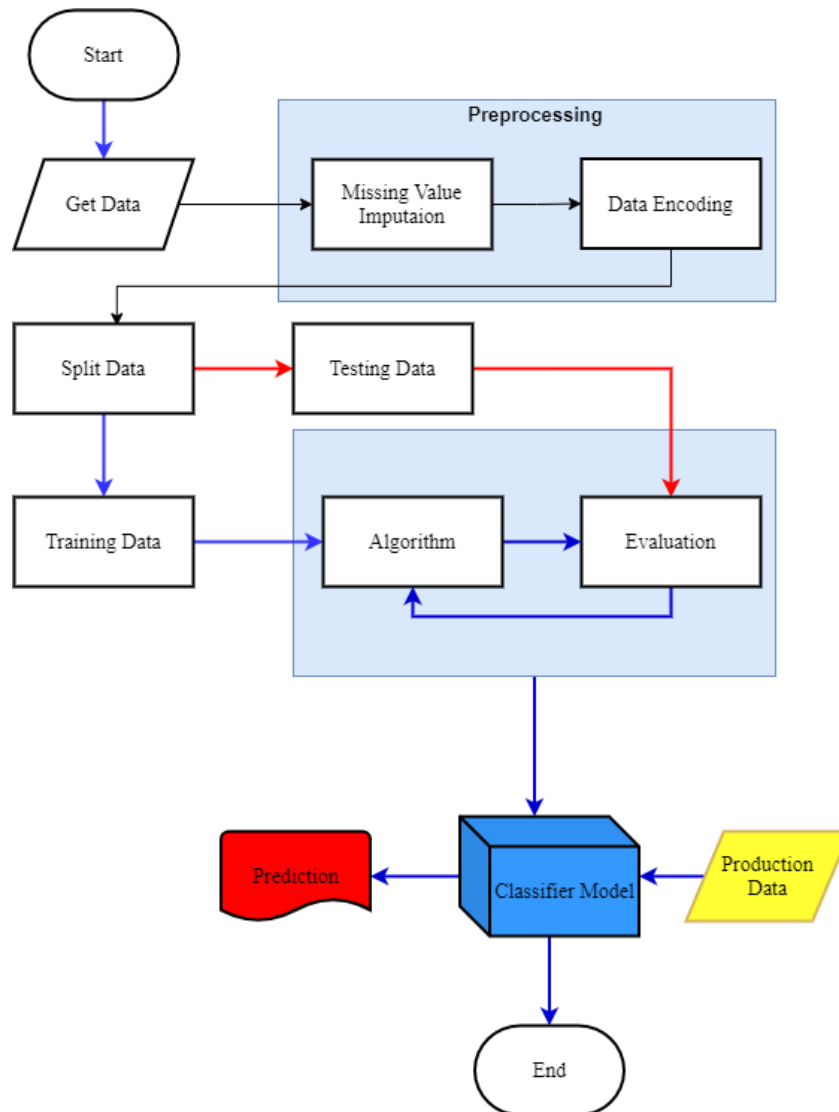 Start
Preprocessing
Get Data
Missing Value
Imputaion
Data Encoding
Split Data
Testing Data
Training Data
Algorithm
Evaluation
Prediction
Classifier Model
Production
Data
End